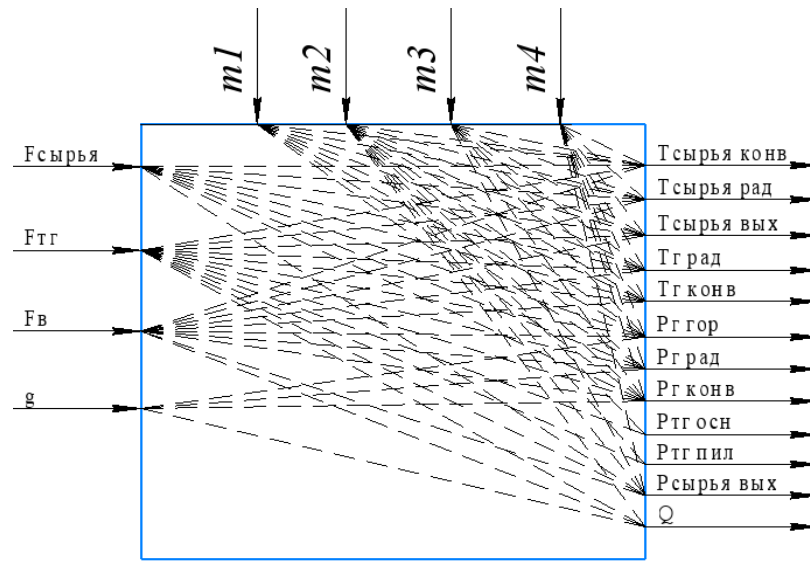 m1
m2
m3
m4
Fсырья
Fтг
Fв
g
Tсырья конв
Tсырья рад
Tсырья вых
Tг рад
Tг конв
Pг гор
Pг рад
Pг конв
Pтг осн
Pтг пил
Pсырья вых
Q